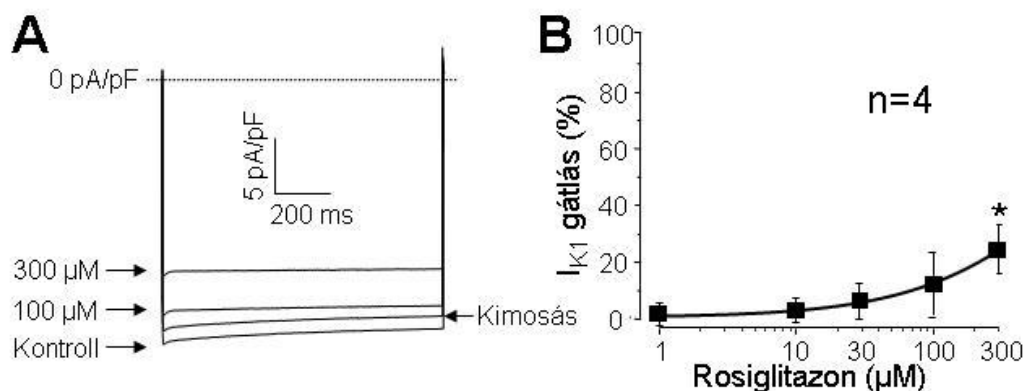 A
0 pA/pF
5 pA/pF
200 ms
300 µM
100 µM
Kimosás
Kontroll
B
n=4
I_K1 gátlás (%)
100
80
60
40
20
0
*
1
10
30
100
300
Rosiglitazon (µM)